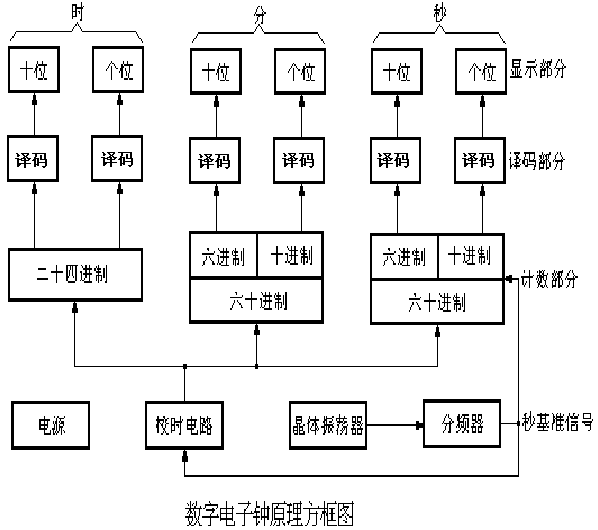 时 分 秒
十位 个位 十位 个位 十位 个位 显示部分
译码 译码 译码 译码 译码 译码 译码部分
六进制 十进制 六进制 十进制
二十四进制 计数部分
六十进制 六十进制
电源 校时电路 晶体振荡器 分频器 秒基准信号
数字电子钟原理方框图